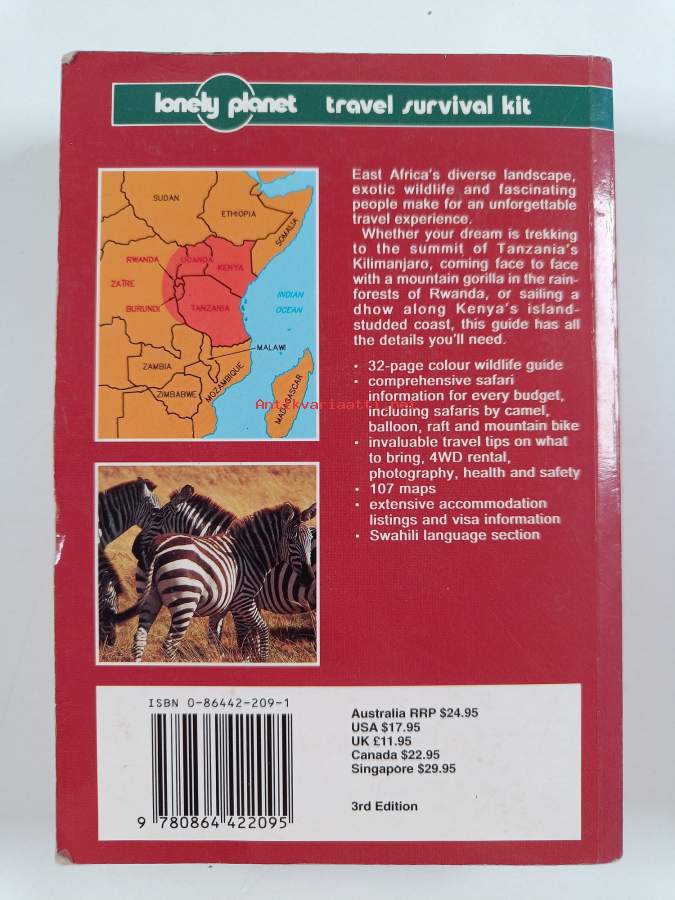 lonely planet travel survival kit
SUDAN
ETHIOPIA
SOMALIA
RWANDA
UGANDA
KENYA
ZAIRE
BURUNDI
TANZANIA
INDIAN
OCEAN
MALAWI
ZAMBIA
ZIMBABWE
MOZAMBIQUE
MADAGASCAR
Antikvariaatti.net
East Africa's diverse landscape,
exotic wildlife and fascinating
people make for an unforgettable
travel experience.
Whether your dream is trekking
to the summit of Tanzania's
Kilimanjaro, coming face to face
with a mountain gorilla in the rain-
forests of Rwanda, or sailing a
dhow along Kenya's island-
studded coast, this guide has all
the details you'll need.
• 32-page colour wildlife guide
• comprehensive safari
information for every budget,
including safaris by camel,
balloon, raft and mountain bike
• invaluable travel tips on what
to bring, 4WD rental,
photography, health and safety
• 107 maps
• extensive accommodation
listings and visa information
• Swahili language section
ISBN 0-86442-209-1
9 780864 422095
Australia RRP $24.95
USA $17.95
UK £11.95
Canada $22.95
Singapore $29.95
3rd Edition